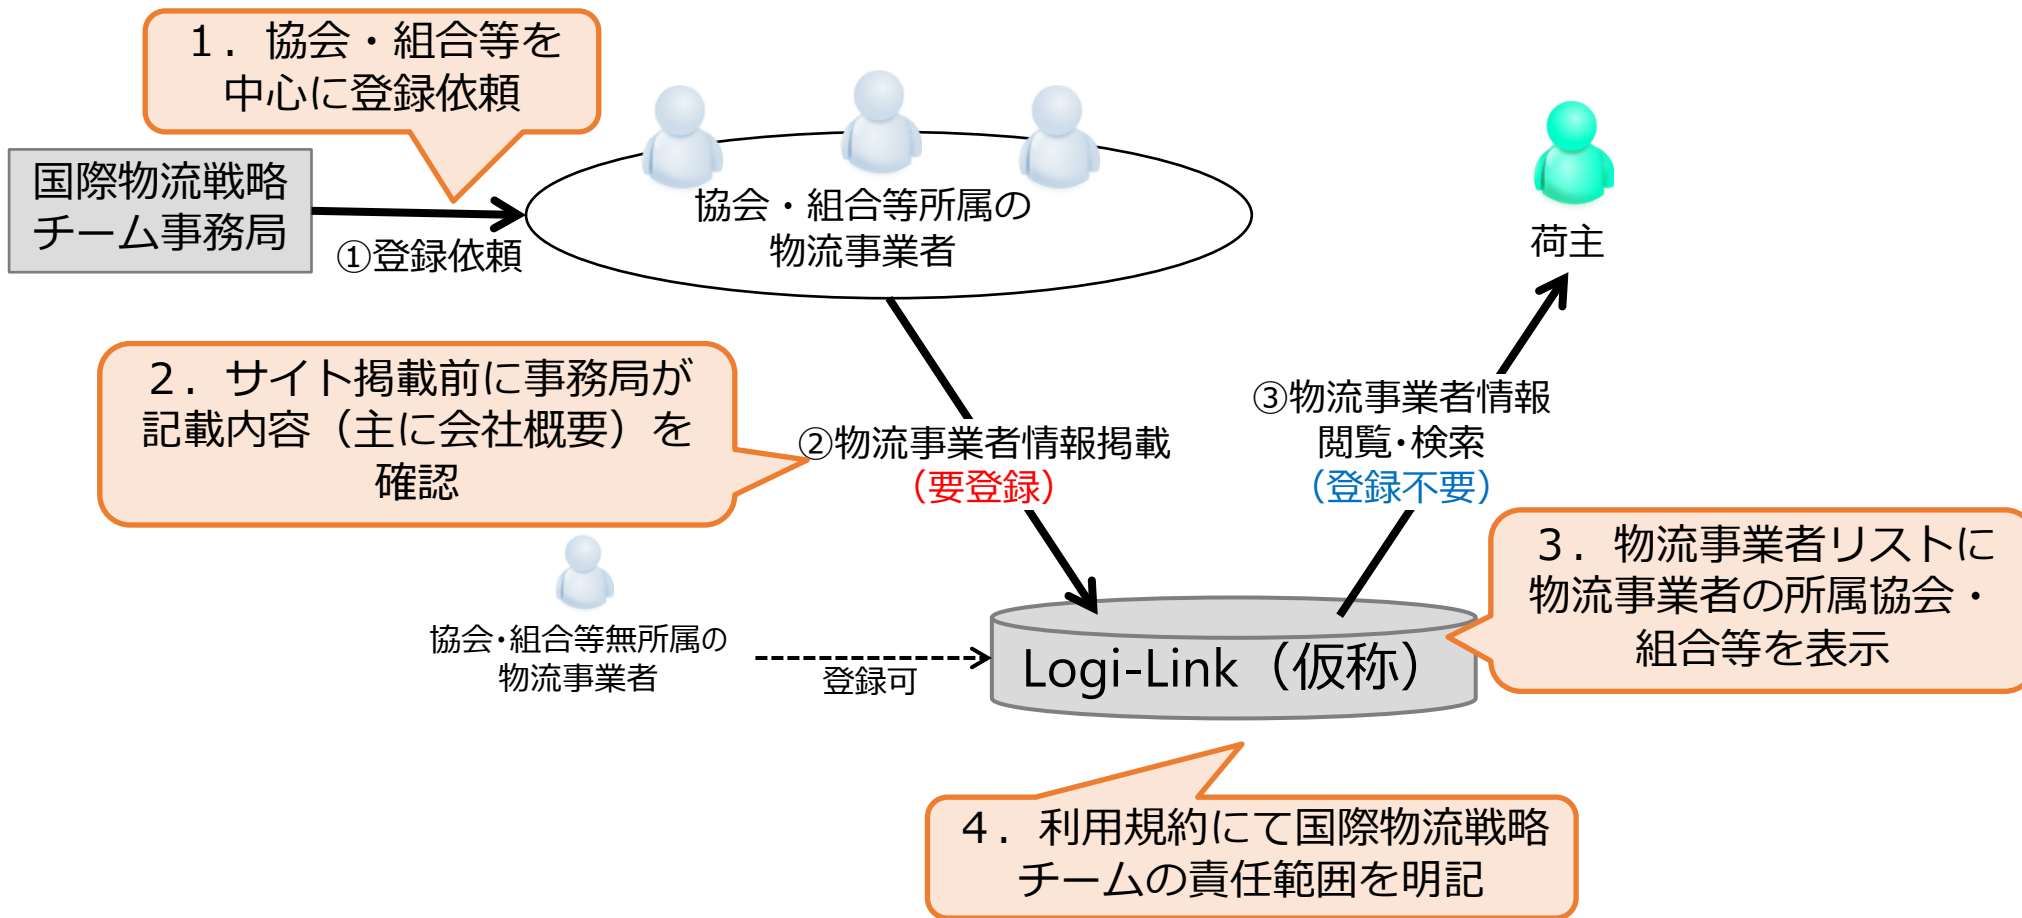 １．協会・組合等を
中心に登録依頼
国際物流戦略
チーム事務局
①登録依頼
協会・組合等所属の
物流事業者
荷主
２．サイト掲載前に事務局が
記載内容（主に会社概要）を
確認
②物流事業者情報掲載
（要登録）
③物流事業者情報
閲覧・検索
（登録不要）
３．物流事業者リストに
物流事業者の所属協会・
組合等を表示
協会・組合等無所属の
物流事業者
登録可
Logi-Link（仮称）
４．利用規約にて国際物流戦略
チームの責任範囲を明記